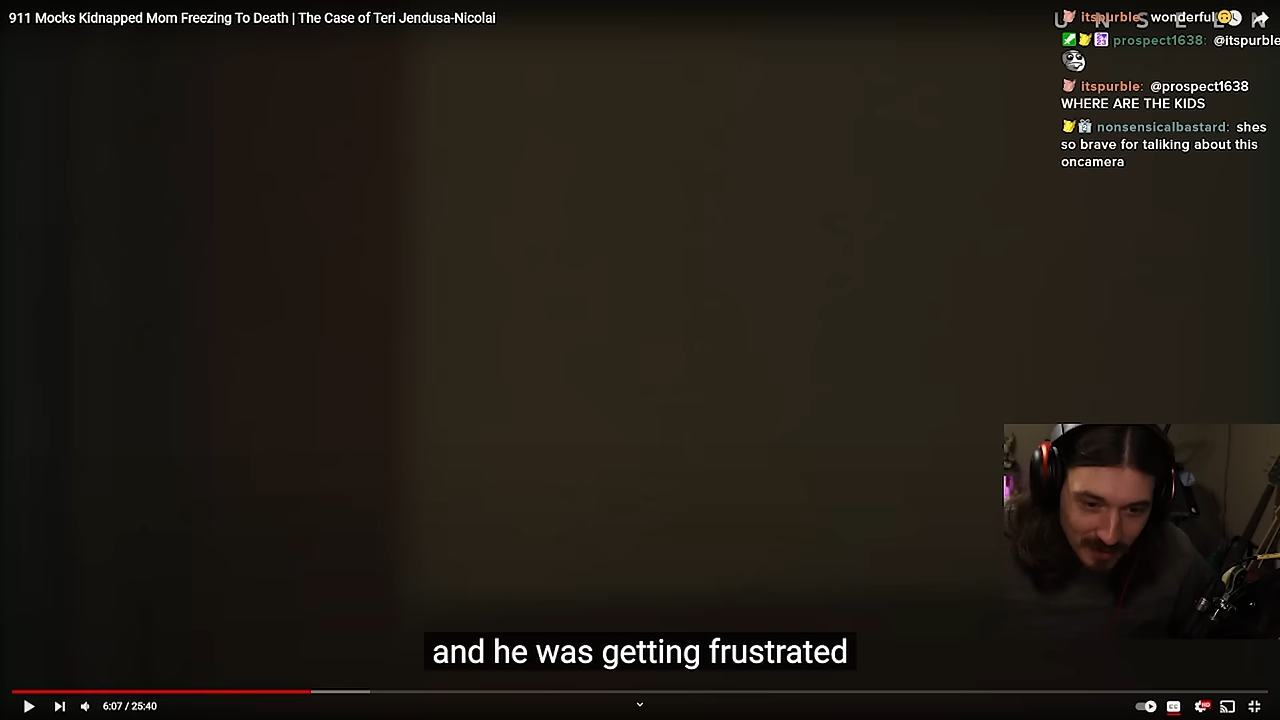 911 Mocks Kidnapped Mom Freezing To Death | The Case of Teri Jendusa-Nicolai
U N S E E N
itspurble: wonderful
prospect1638: @itspurble
itspurble: @prospect1638
WHERE ARE THE KIDS
nonsensicalbastard: shes
so brave for taliking about this
oncamera
and he was getting frustrated
6:07 / 25:40
CC
HD